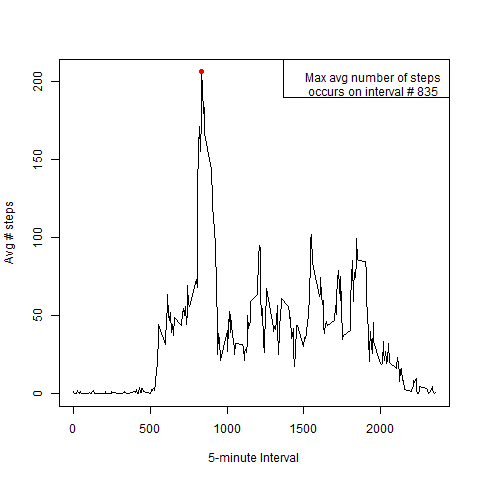 Max avg number of steps
occurs on interval # 835
Avg # steps
200
150
100
50
0
0 500 1000 1500 2000
5-minute Interval